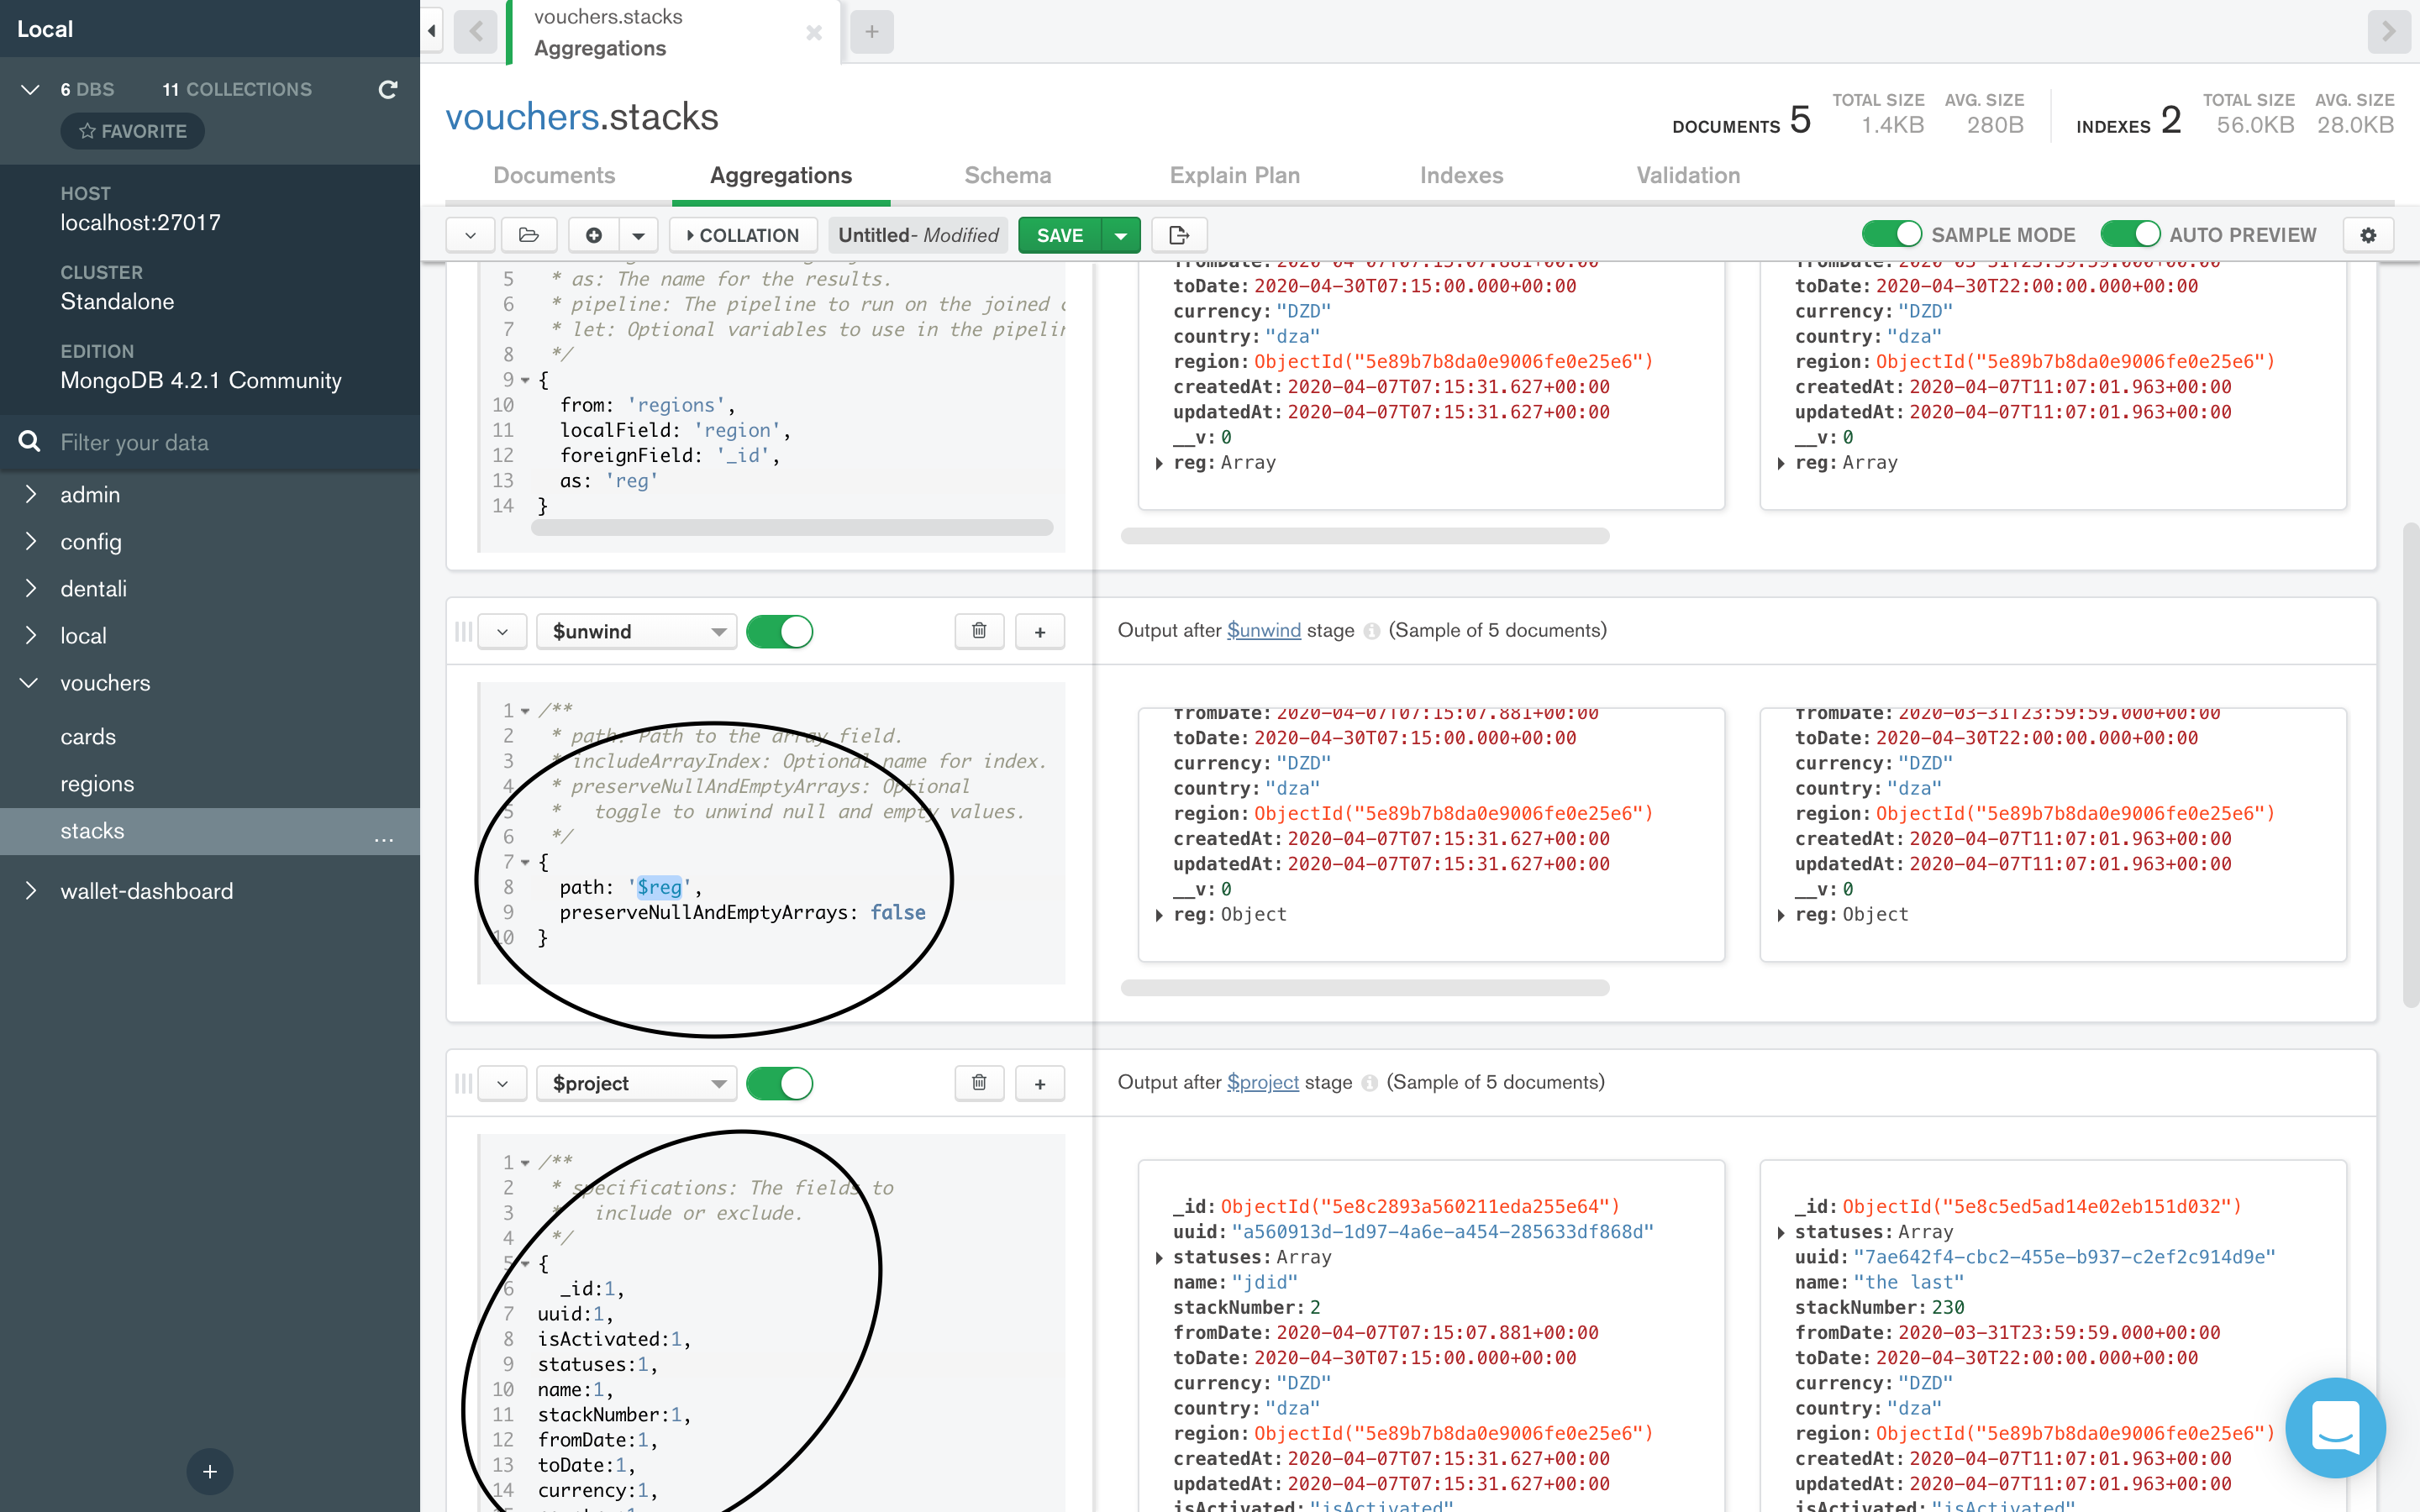 Local
6 DBS 11 COLLECTIONS
FAVORITE
HOST
localhost:27017
CLUSTER
Standalone
EDITION
MongoDB 4.2.1 Community
Filter your data
admin
config
dentali
local
vouchers
cards
regions
stacks ...
wallet-dashboard
+
vouchers.stacks
Aggregations
+
vouchers.stacks
DOCUMENTS 5
TOTAL SIZE 1.4KB
AVG. SIZE 280B
INDEXES 2
TOTAL SIZE 56.0KB
AVG. SIZE 28.0KB
Documents Aggregations Schema Explain Plan Indexes Validation
COLLATION Untitled- Modified SAVE SAMPLE MODE AUTO PREVIEW
5 * as: The name for the results.
6 * pipeline: The pipeline to run on the joined
7 * let: Optional variables to use in the
8 */
9 {
10 from: 'regions',
11 localField: 'region',
12 foreignField: '_id',
13 as: 'reg'
14 }
fromDate: 2020-04-07T07:15:07.881+00:00
toDate: 2020-04-30T07:15:00.000+00:00
currency: "DZD"
country: "dza"
region: ObjectId("5e89b7b8da0e9006fe0e25e6")
createdAt: 2020-04-07T07:15:31.627+00:00
updatedAt: 2020-04-07T07:15:31.627+00:00
__v: 0
reg: Array
fromDate: 2020-03-31T23:59:59.000+00:00
toDate: 2020-04-30T22:00:00.000+00:00
currency: "DZD"
country: "dza"
region: ObjectId("5e89b7b8da0e9006fe0e25e6")
createdAt: 2020-04-07T11:07:01.963+00:00
updatedAt: 2020-04-07T11:07:01.963+00:00
__v: 0
reg: Array
$unwind
+
Output after $unwind stage (Sample of 5 documents)
1 /**
2 * path: Path to the array field.
3 * includeArrayIndex: Optional name for index.
4 * preserveNullAndEmptyArrays: Optional
5 * toggle to unwind null and empty values.
6 */
7 {
8 path: '$reg',
9 preserveNullAndEmptyArrays: false
10 }
fromDate: 2020-04-07T07:15:07.881+00:00
toDate: 2020-04-30T07:15:00.000+00:00
currency: "DZD"
country: "dza"
region: ObjectId("5e89b7b8da0e9006fe0e25e6")
createdAt: 2020-04-07T07:15:31.627+00:00
updatedAt: 2020-04-07T07:15:31.627+00:00
__v: 0
reg: Object
fromDate: 2020-03-31T23:59:59.000+00:00
toDate: 2020-04-30T22:00:00.000+00:00
currency: "DZD"
country: "dza"
region: ObjectId("5e89b7b8da0e9006fe0e25e6")
createdAt: 2020-04-07T11:07:01.963+00:00
updatedAt: 2020-04-07T11:07:01.963+00:00
__v: 0
reg: Object
$project
+
Output after $project stage (Sample of 5 documents)
1 /**
2 * specifications: The fields to
3 * include or exclude.
4 */
5 {
6 _id:1,
7 uuid:1,
8 isActivated:1,
9 statuses:1,
10 name:1,
11 stackNumber:1,
12 fromDate:1,
13 toDate:1,
14 currency:1,
_id: ObjectId("5e8c2893a560211eda255e64")
uuid: "a560913d-1d97-4a6e-a454-285633df868d"
statuses: Array
name: "jdid"
stackNumber: 2
fromDate: 2020-04-07T07:15:07.881+00:00
toDate: 2020-04-30T07:15:00.000+00:00
currency: "DZD"
country: "dza"
region: ObjectId("5e89b7b8da0e9006fe0e25e6")
createdAt: 2020-04-07T07:15:31.627+00:00
updatedAt: 2020-04-07T07:15:31.627+00:00
isActivated: "isActivated"
_id: ObjectId("5e8c5ed5ad14e02eb151d032")
statuses: Array
uuid: "7ae642f4-cbc2-455e-b937-c2ef2c914d9e"
name: "the last"
stackNumber: 230
fromDate: 2020-03-31T23:59:59.000+00:00
toDate: 2020-04-30T22:00:00.000+00:00
currency: "DZD"
country: "dza"
region: ObjectId("5e89b7b8da0e9006fe0e25e6")
createdAt: 2020-04-07T11:07:01.963+00:00
updatedAt: 2020-04-07T11:07:01.963+00:00
isActivated: "isActivated"